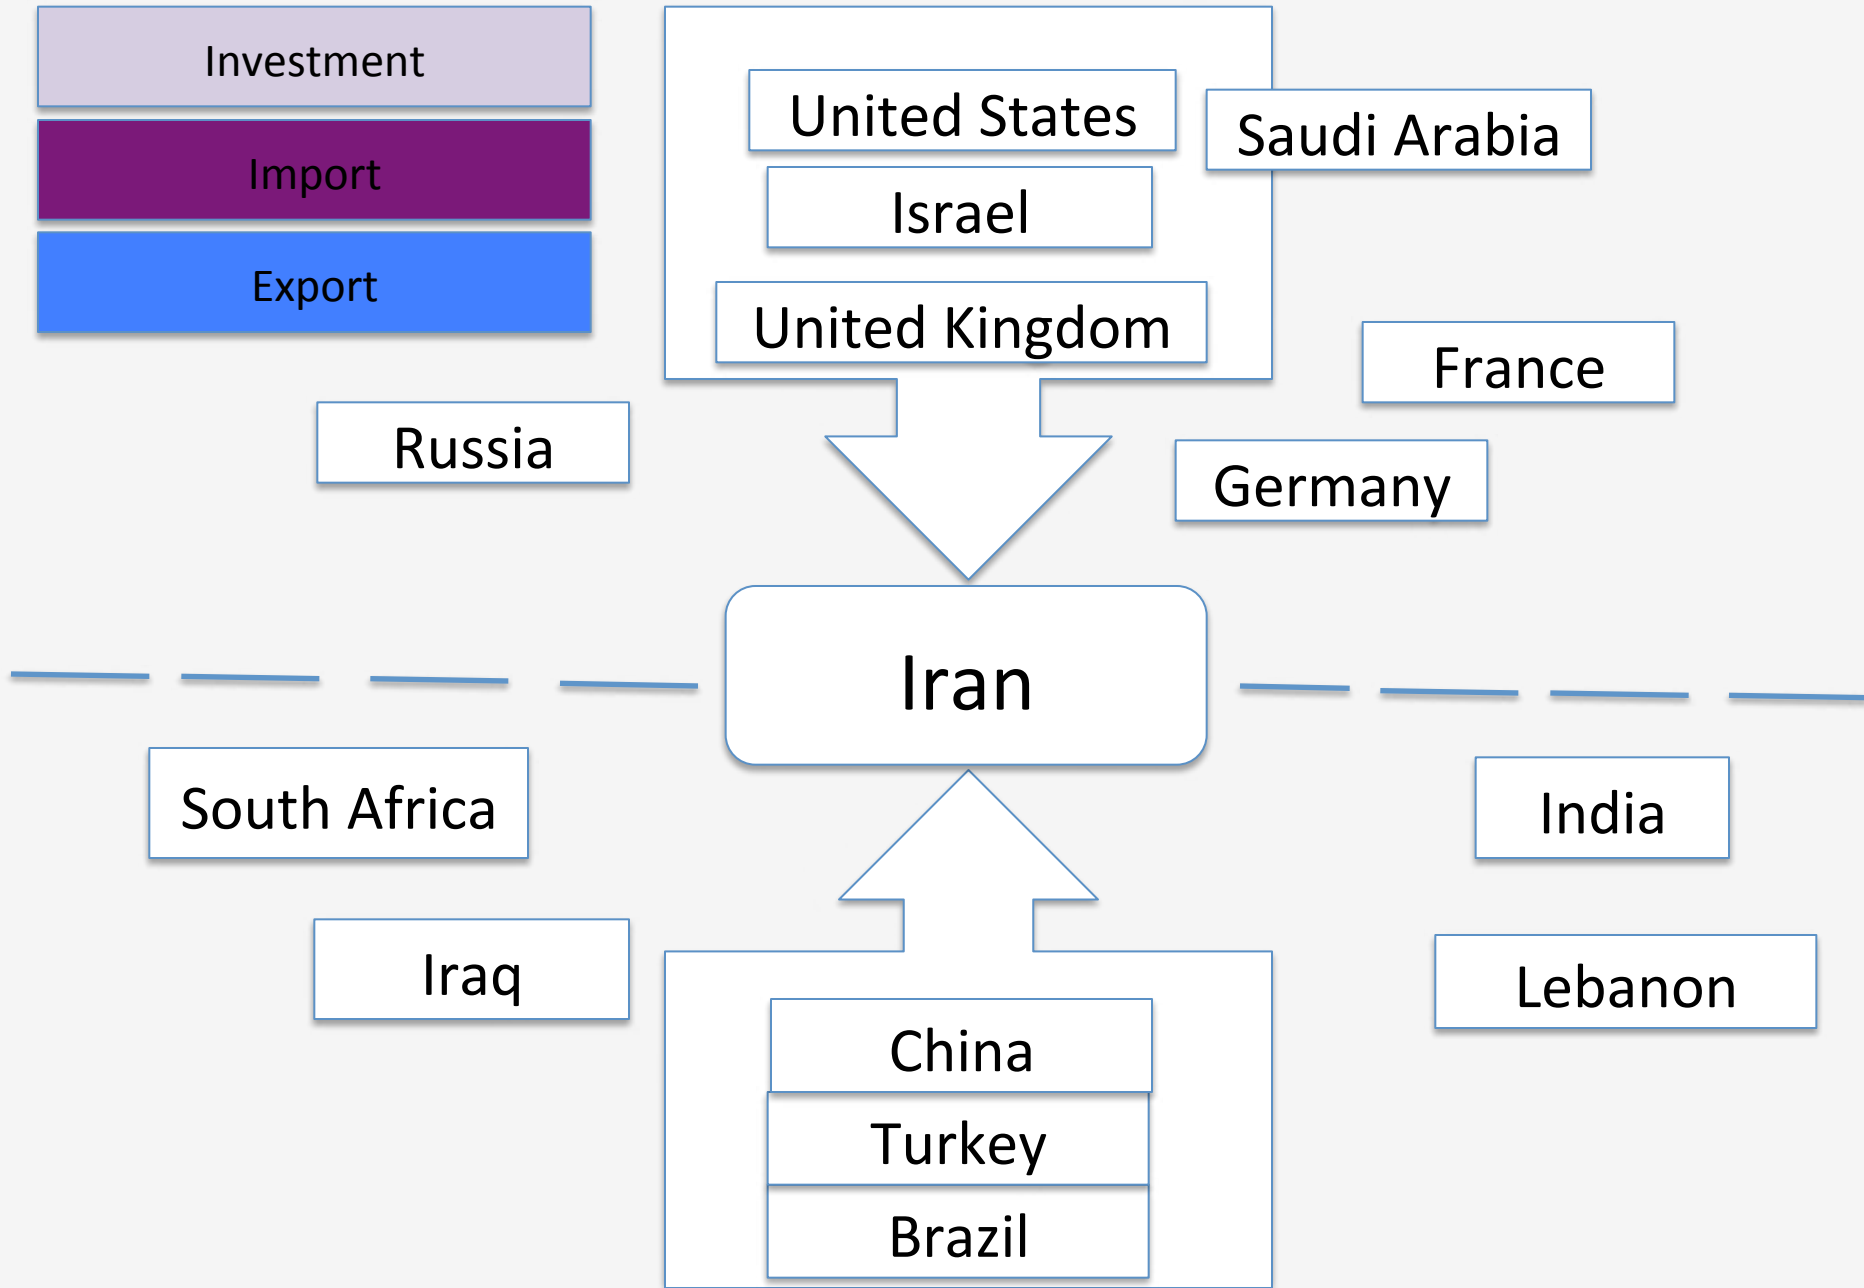 Investment
Import
Export
United States
Saudi Arabia
Israel
United Kingdom
France
Russia
Germany
Iran
South Africa
India
Iraq
Lebanon
China
Turkey
Brazil